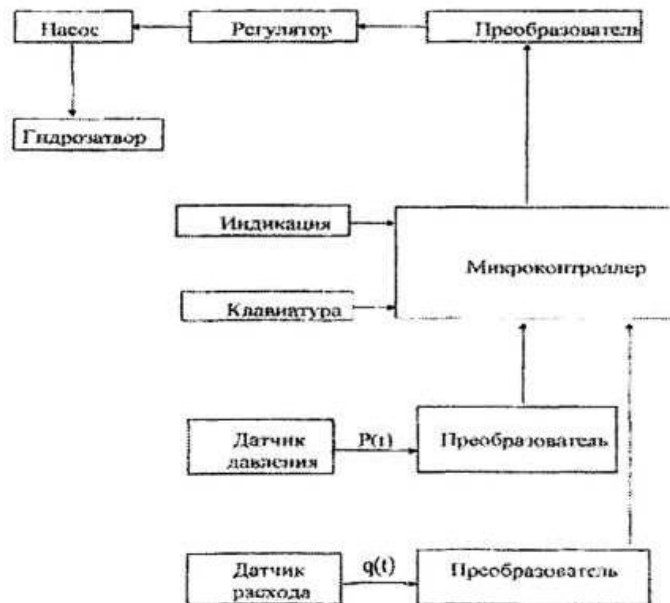 Насос
Регулятор
Преобразователь
Гидрозатвор
Индикация
Микроконтроллер
Клавиатура
Датчик
давления
P(t)
Преобразователь
Датчик
расхода
q(t)
Преобразователь